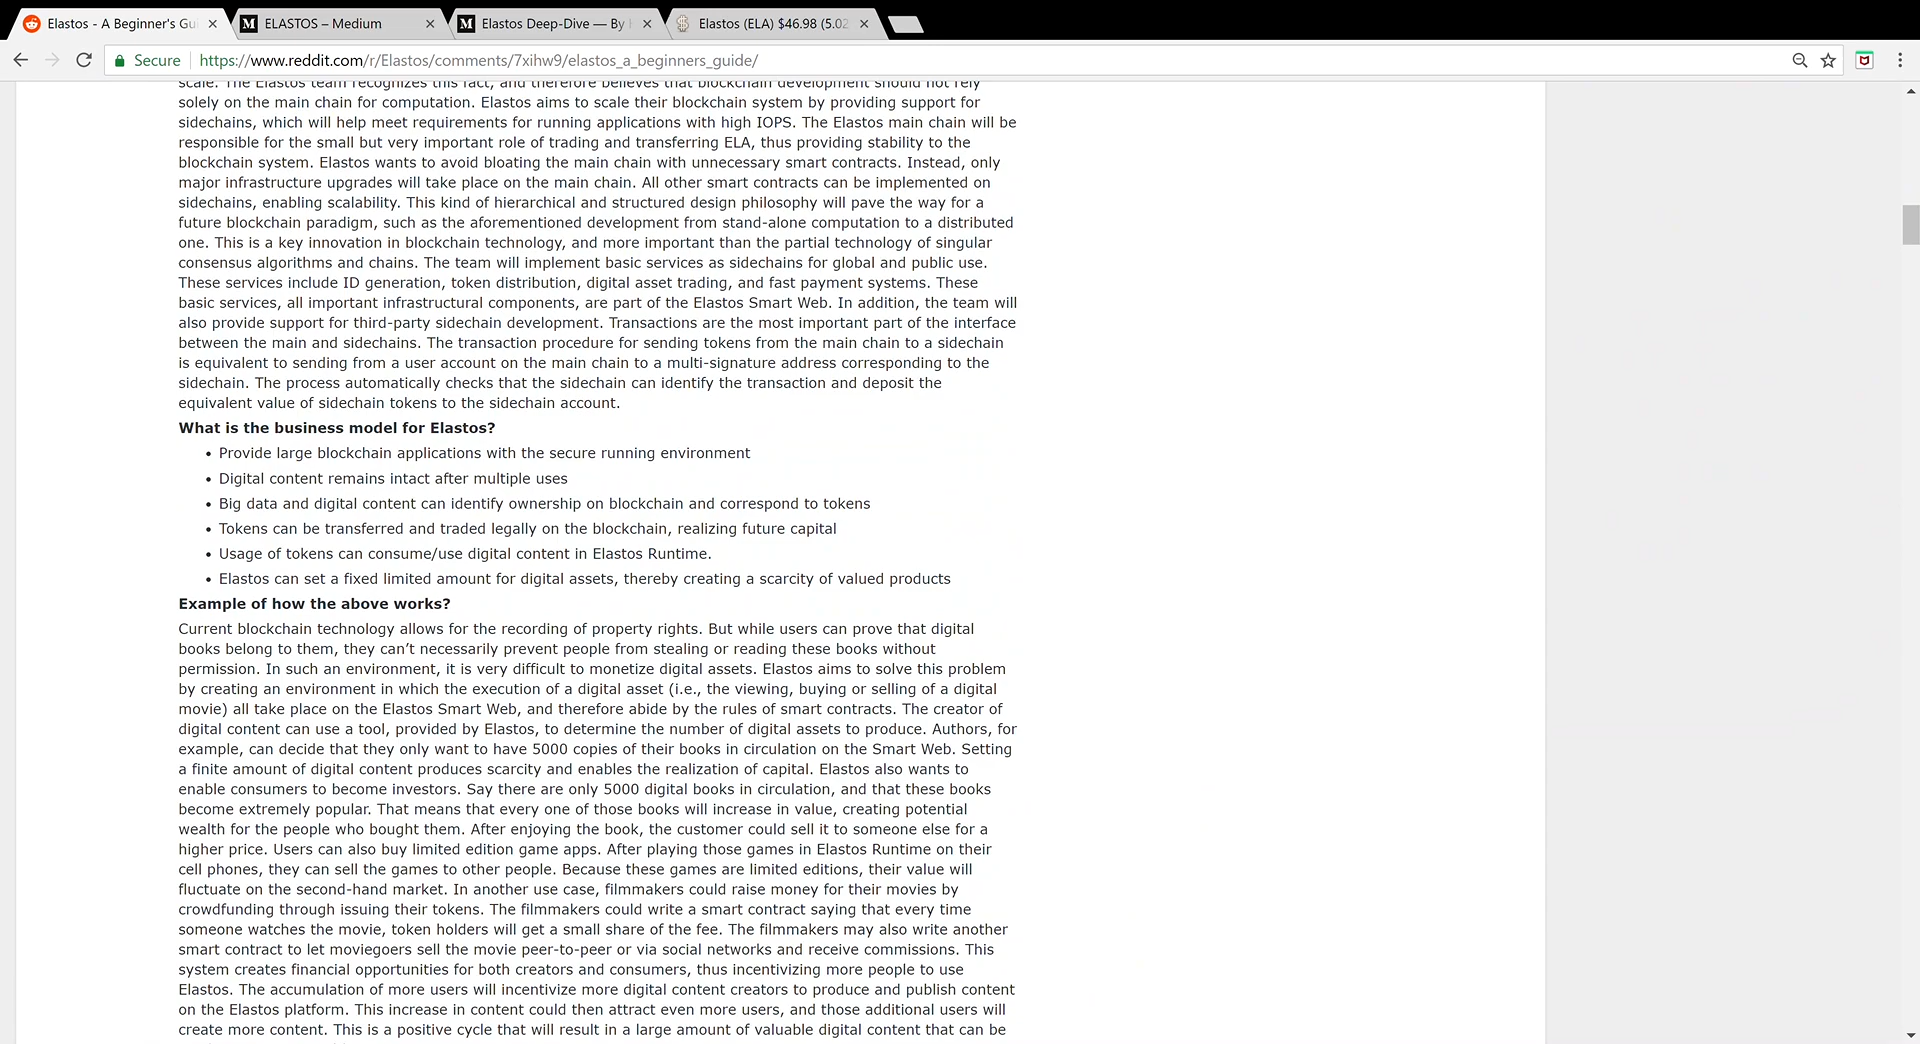 Elastos - A Beginner's Gu
ELASTOS – Medium
Elastos Deep-Dive — By
Elastos (ELA) $46.98 (5.02
Secure
https://www.reddit.com/r/Elastos/comments/7xihw9/elastos_a_beginners_guide/
scale. The Elastos team recognizes this fact, and therefore believes that blockchain development should not rely
solely on the main chain for computation. Elastos aims to scale their blockchain system by providing support for
sidechains, which will help meet requirements for running applications with high IOPS. The Elastos main chain will be
responsible for the small but very important role of trading and transferring ELA, thus providing stability to the
blockchain system. Elastos wants to avoid bloating the main chain with unnecessary smart contracts. Instead, only
major infrastructure upgrades will take place on the main chain. All other smart contracts can be implemented on
sidechains, enabling scalability. This kind of hierarchical and structured design philosophy will pave the way for a
future blockchain paradigm, such as the aforementioned development from stand-alone computation to a distributed
one. This is a key innovation in blockchain technology, and more important than the partial technology of singular
consensus algorithms and chains. The team will implement basic services as sidechains for global and public use.
These services include ID generation, token distribution, digital asset trading, and fast payment systems. These
basic services, all important infrastructural components, are part of the Elastos Smart Web. In addition, the team will
also provide support for third-party sidechain development. Transactions are the most important part of the interface
between the main and sidechains. The transaction procedure for sending tokens from the main chain to a sidechain
is equivalent to sending from a user account on the main chain to a multi-signature address corresponding to the
sidechain. The process automatically checks that the sidechain can identify the transaction and deposit the
equivalent value of sidechain tokens to the sidechain account.
What is the business model for Elastos?
• Provide large blockchain applications with the secure running environment
• Digital content remains intact after multiple uses
• Big data and digital content can identify ownership on blockchain and correspond to tokens
• Tokens can be transferred and traded legally on the blockchain, realizing future capital
• Usage of tokens can consume/use digital content in Elastos Runtime.
• Elastos can set a fixed limited amount for digital assets, thereby creating a scarcity of valued products
Example of how the above works?
Current blockchain technology allows for the recording of property rights. But while users can prove that digital
books belong to them, they can’t necessarily prevent people from stealing or reading these books without
permission. In such an environment, it is very difficult to monetize digital assets. Elastos aims to solve this problem
by creating an environment in which the execution of a digital asset (i.e., the viewing, buying or selling of a digital
movie) all take place on the Elastos Smart Web, and therefore abide by the rules of smart contracts. The creator of
digital content can use a tool, provided by Elastos, to determine the number of digital assets to produce. Authors, for
example, can decide that they only want to have 5000 copies of their books in circulation on the Smart Web. Setting
a finite amount of digital content produces scarcity and enables the realization of capital. Elastos also wants to
enable consumers to become investors. Say there are only 5000 digital books in circulation, and that these books
become extremely popular. That means that every one of those books will increase in value, creating potential
wealth for the people who bought them. After enjoying the book, the customer could sell it to someone else for a
higher price. Users can also buy limited edition game apps. After playing those games in Elastos Runtime on their
cell phones, they can sell the games to other people. Because these games are limited editions, their value will
fluctuate on the second-hand market. In another use case, filmmakers could raise money for their movies by
crowdfunding through issuing their tokens. The filmmakers could write a smart contract saying that every time
someone watches the movie, token holders will get a small share of the fee. The filmmakers may also write another
smart contract to let moviegoers sell the movie peer-to-peer or via social networks and receive commissions. This
system creates financial opportunities for both creators and consumers, thus incentivizing more people to use
Elastos. The accumulation of more users will incentivize more digital content creators to produce and publish content
on the Elastos platform. This increase in content could then attract even more users, and those additional users will
create more content. This is a positive cycle that will result in a large amount of valuable digital content that can be